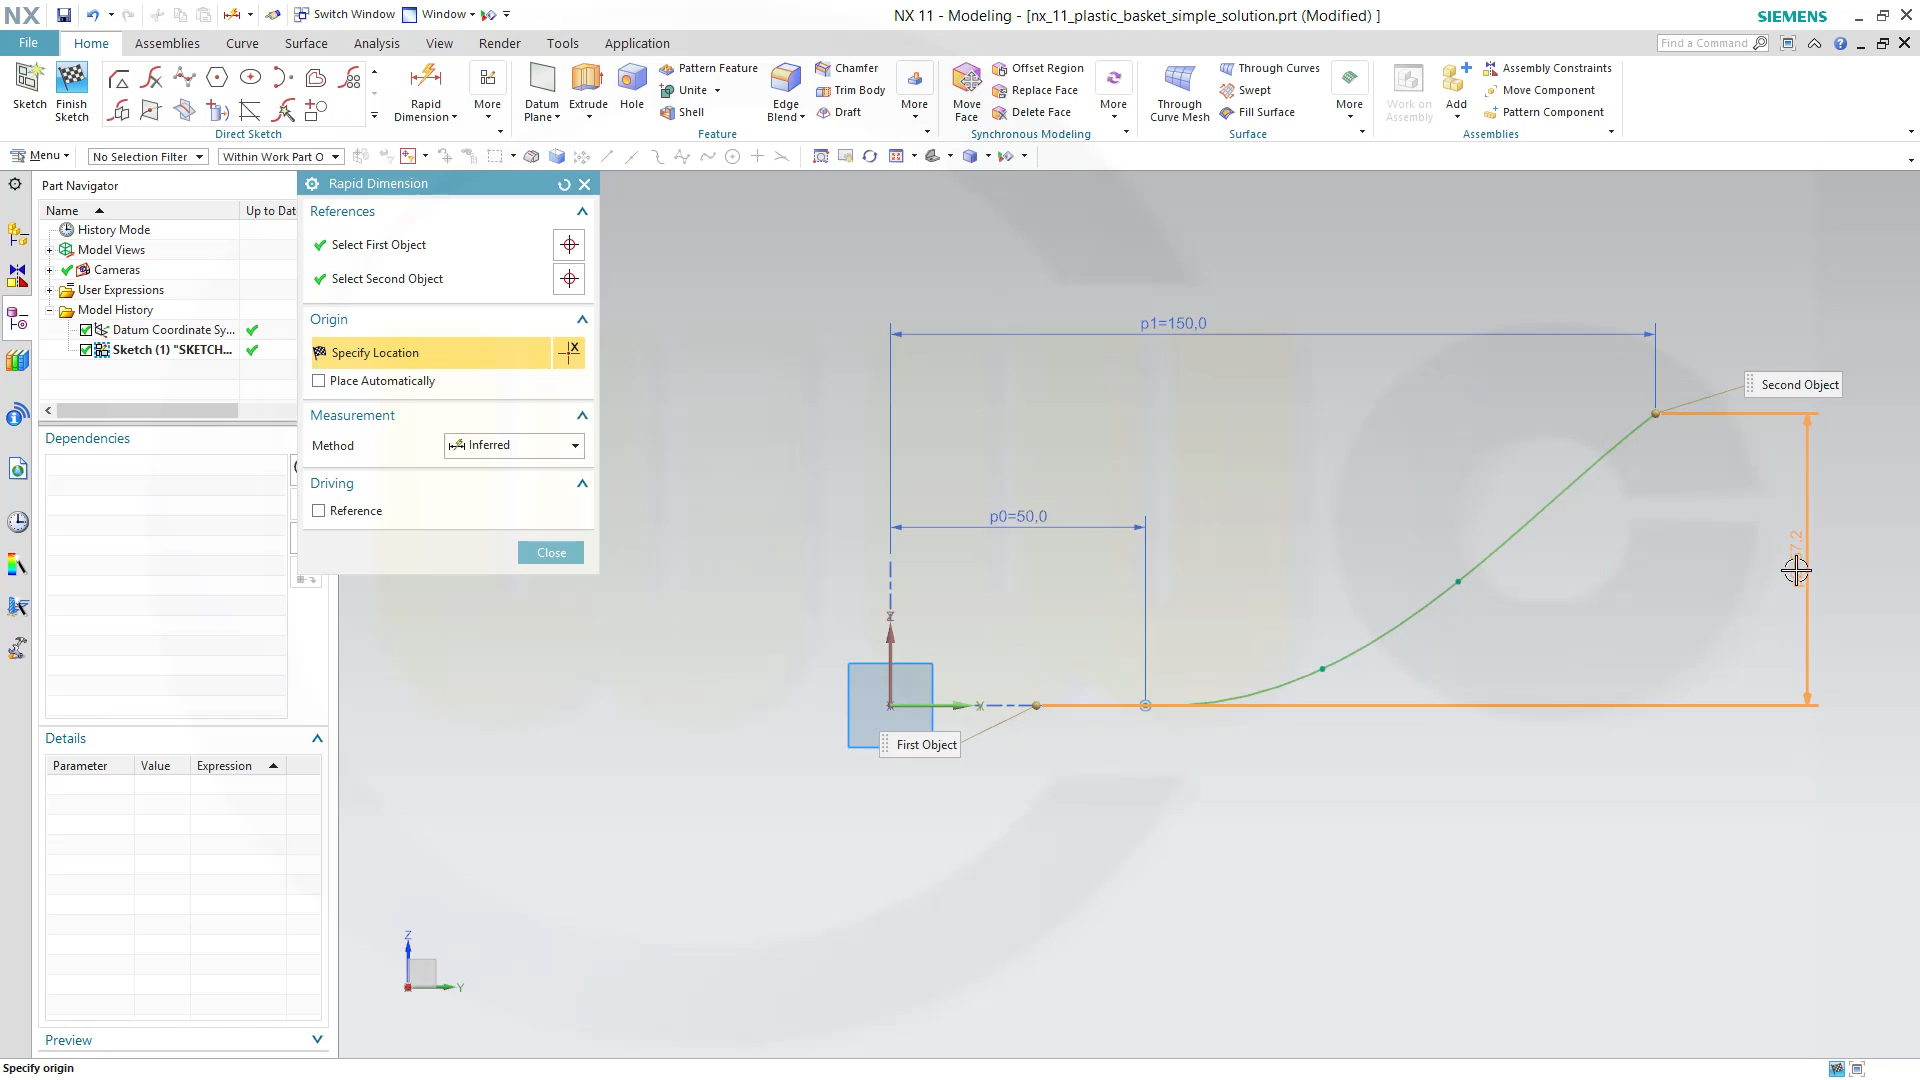 NX
Switch Window
Window
NX 11 - Modeling - [nx_11_plastic_basket_simple_solution.prt (Modified) ]
SIEMENS
File
Home
Assemblies
Curve
Surface
Analysis
View
Render
Tools
Application
Find a Command
Sketch
Finish Sketch
Direct Sketch
Rapid Dimension
More
Datum Plane
Extrude
Hole
Pattern Feature
Unite
Shell
Edge Blend
Chamfer
Trim Body
Draft
More
Feature
Move Face
Offset Region
Replace Face
Delete Face
More
Synchronous Modeling
Through Curve Mesh
Through Curves
Swept
Fill Surface
More
Surface
Work on Assembly
Add
Assembly Constraints
Move Component
Pattern Component
Assemblies
Menu
No Selection Filter
Within Work Part O
Part Navigator
Name
Up to Dat
History Mode
Model Views
Cameras
User Expressions
Model History
Datum Coordinate Sy...
Sketch (1) "SKETCH...
Dependencies
Details
Parameter
Value
Expression
Preview
Rapid Dimension
References
Select First Object
Select Second Object
Origin
Specify Location
Place Automatically
Measurement
Method
Inferred
Driving
Reference
Close
p1=150,0
p0=50,0
Second Object
First Object
Z
Y
Z
Y
Specify origin